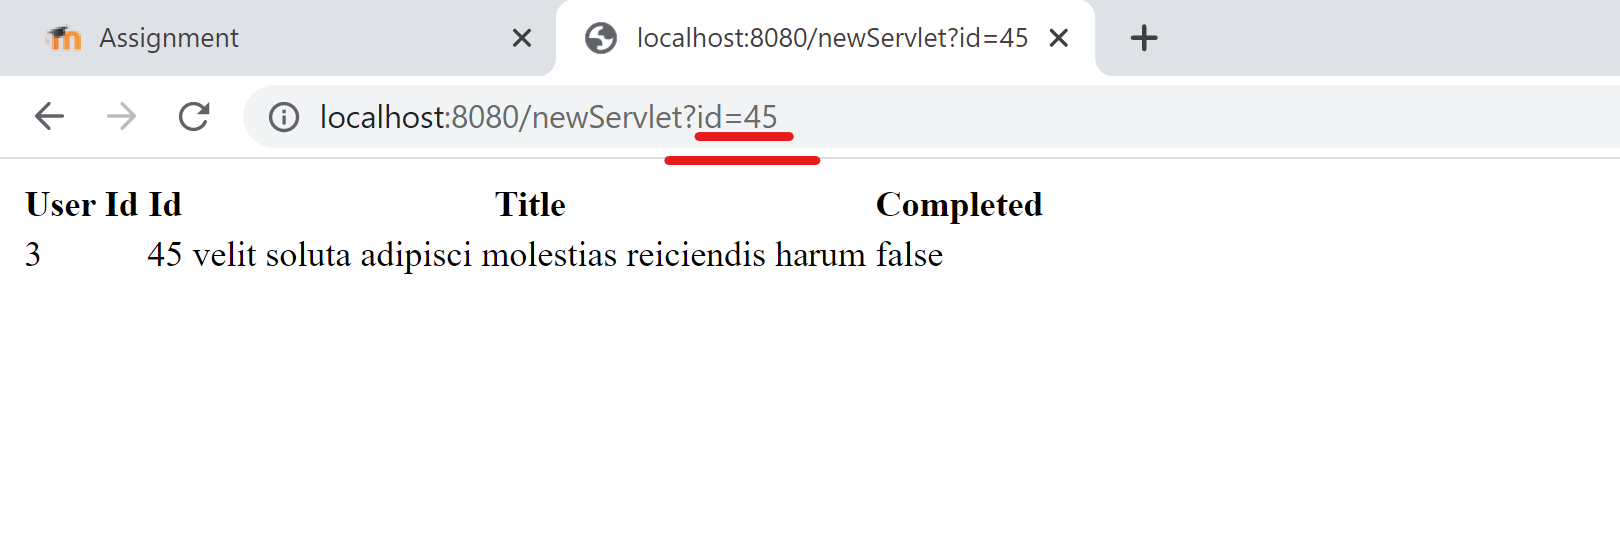 Assignment
localhost:8080/newServlet?id=45
localhost:8080/newServlet?id=45
User Id Id Title Completed
3 45 velit soluta adipisci molestias reiciendis harum false